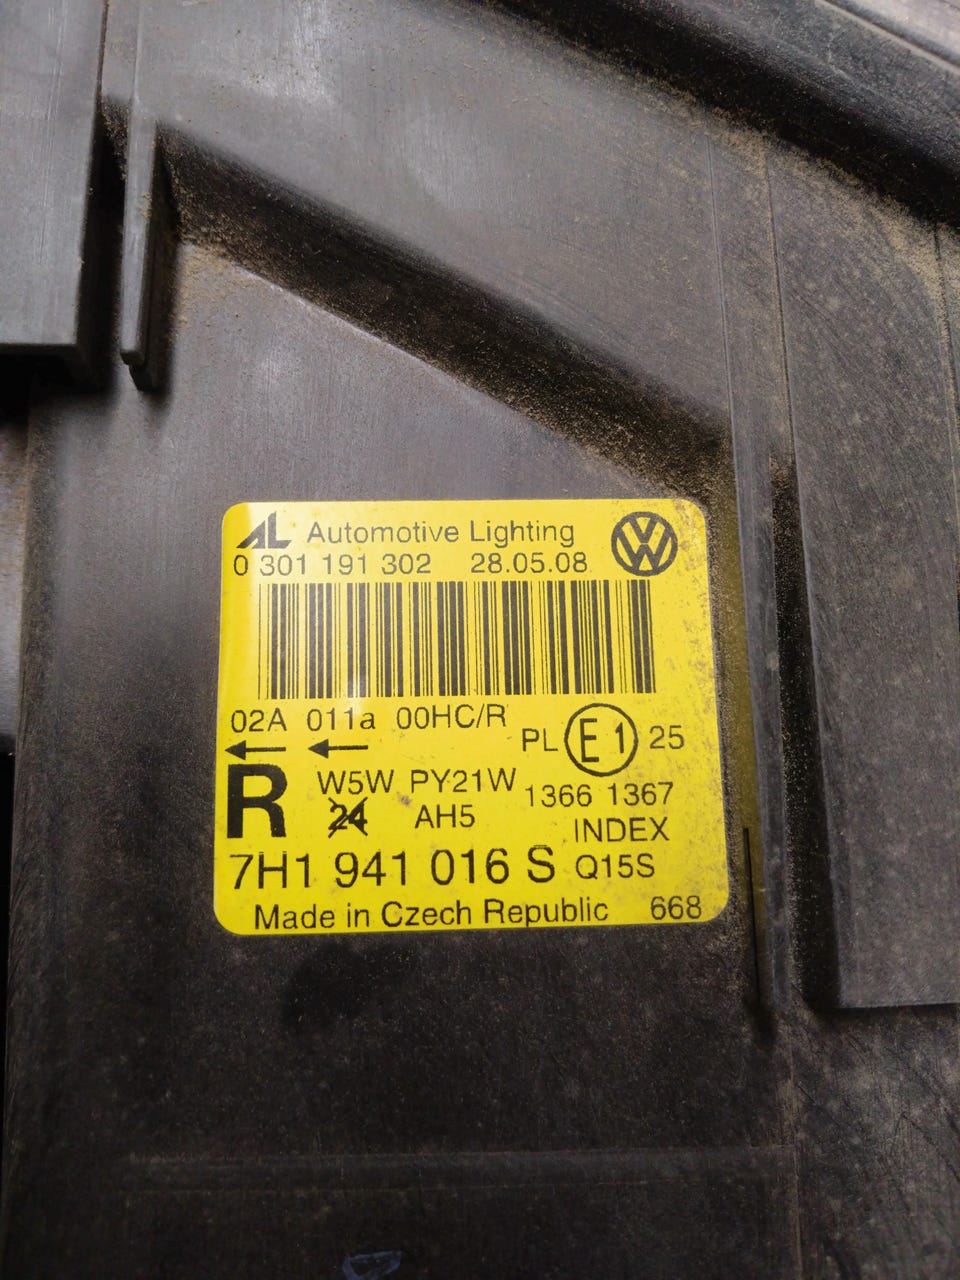 AL Automotive Lighting
0 301 191 302 28.05.08
02A 011a 00HC/R
PL E1 25
R W5W PY21W 1366 1367
24 AH5 INDEX
7H1 941 016 S Q15S
Made in Czech Republic 668